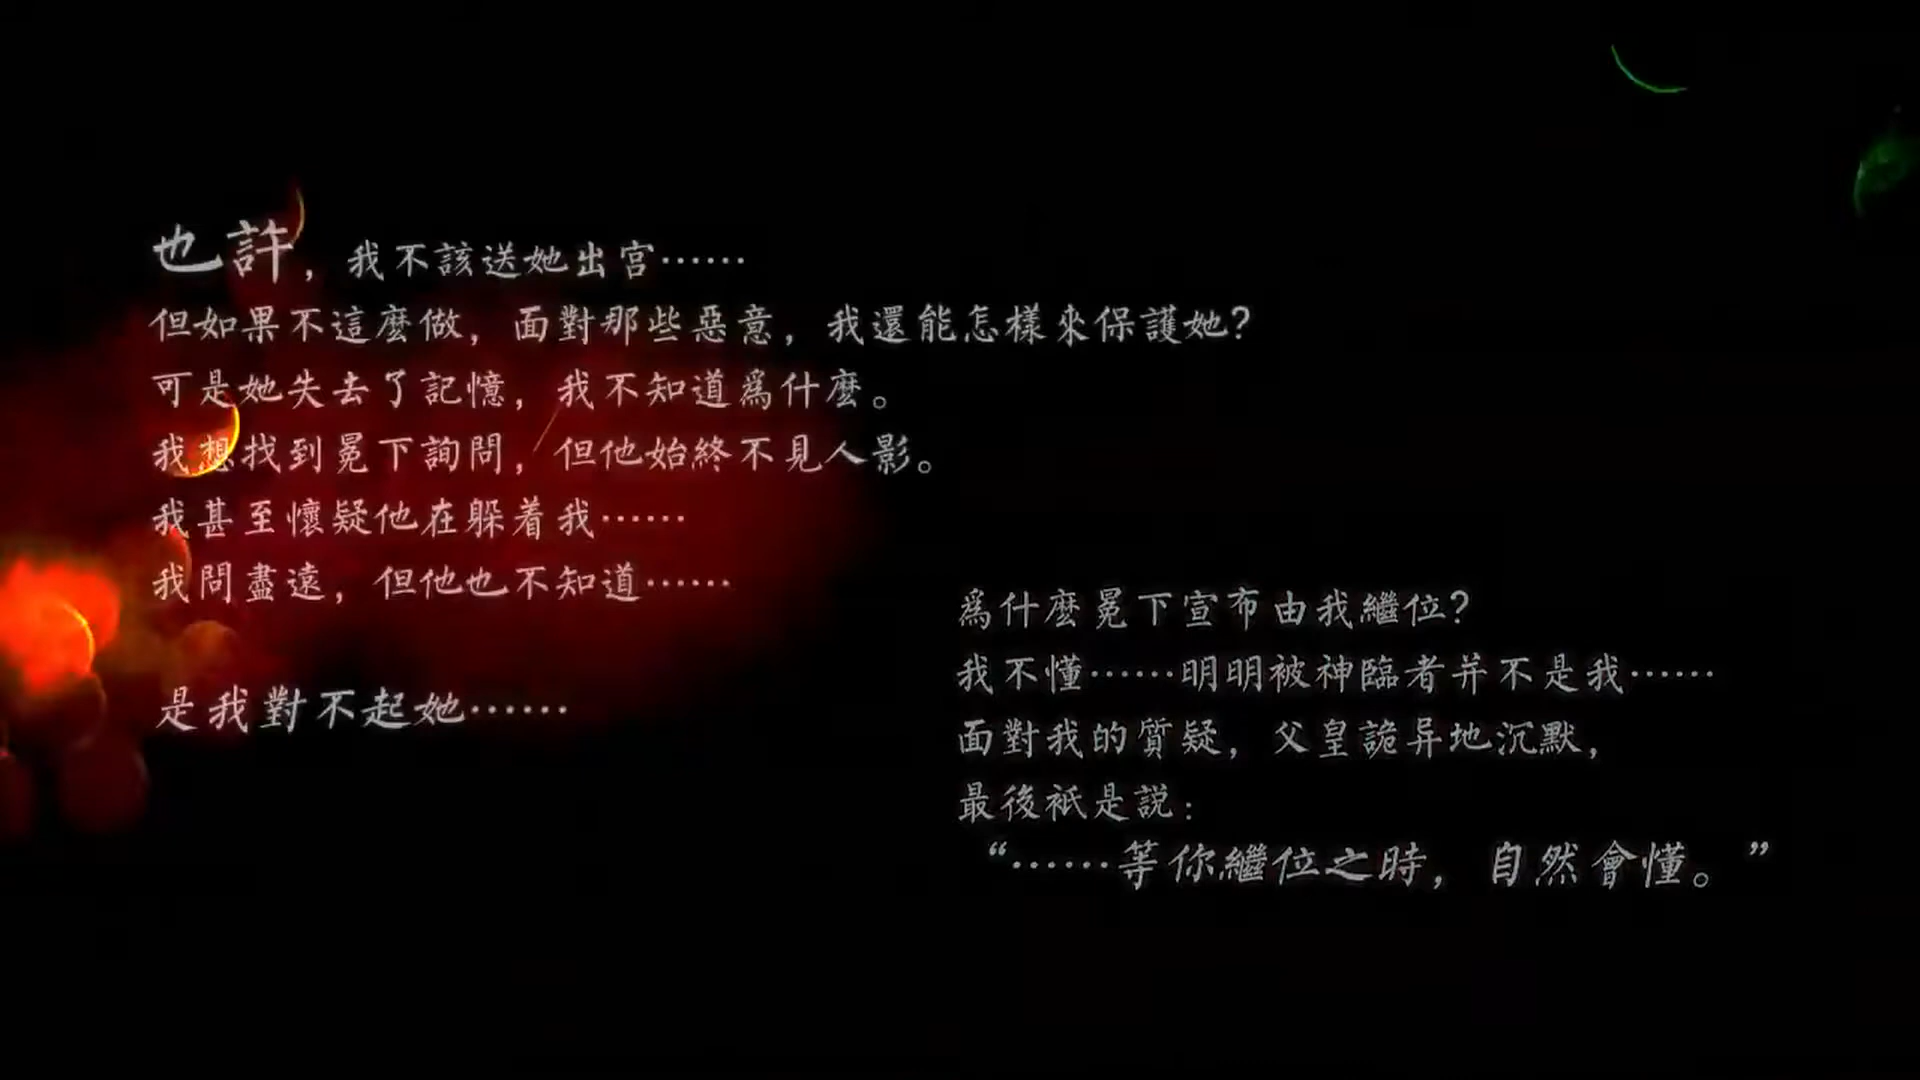 也許，我不該送她出宮……
但如果不這麼做，面對那些惡意，我還能怎樣來保護她？
可是她失去了記憶，我不知道爲什麼。
我想找到冕下詢問，但他始終不見人影。
我甚至懷疑他在躲着我……
我問盡遠，但他也不知道……
是我對不起她……
爲什麼冕下宣布由我繼位？
我不懂……明明被神臨者并不是我……
面對我的質疑，父皇詭异地沉默，
最後衹是説：
“……等你繼位之時，自然會懂。”